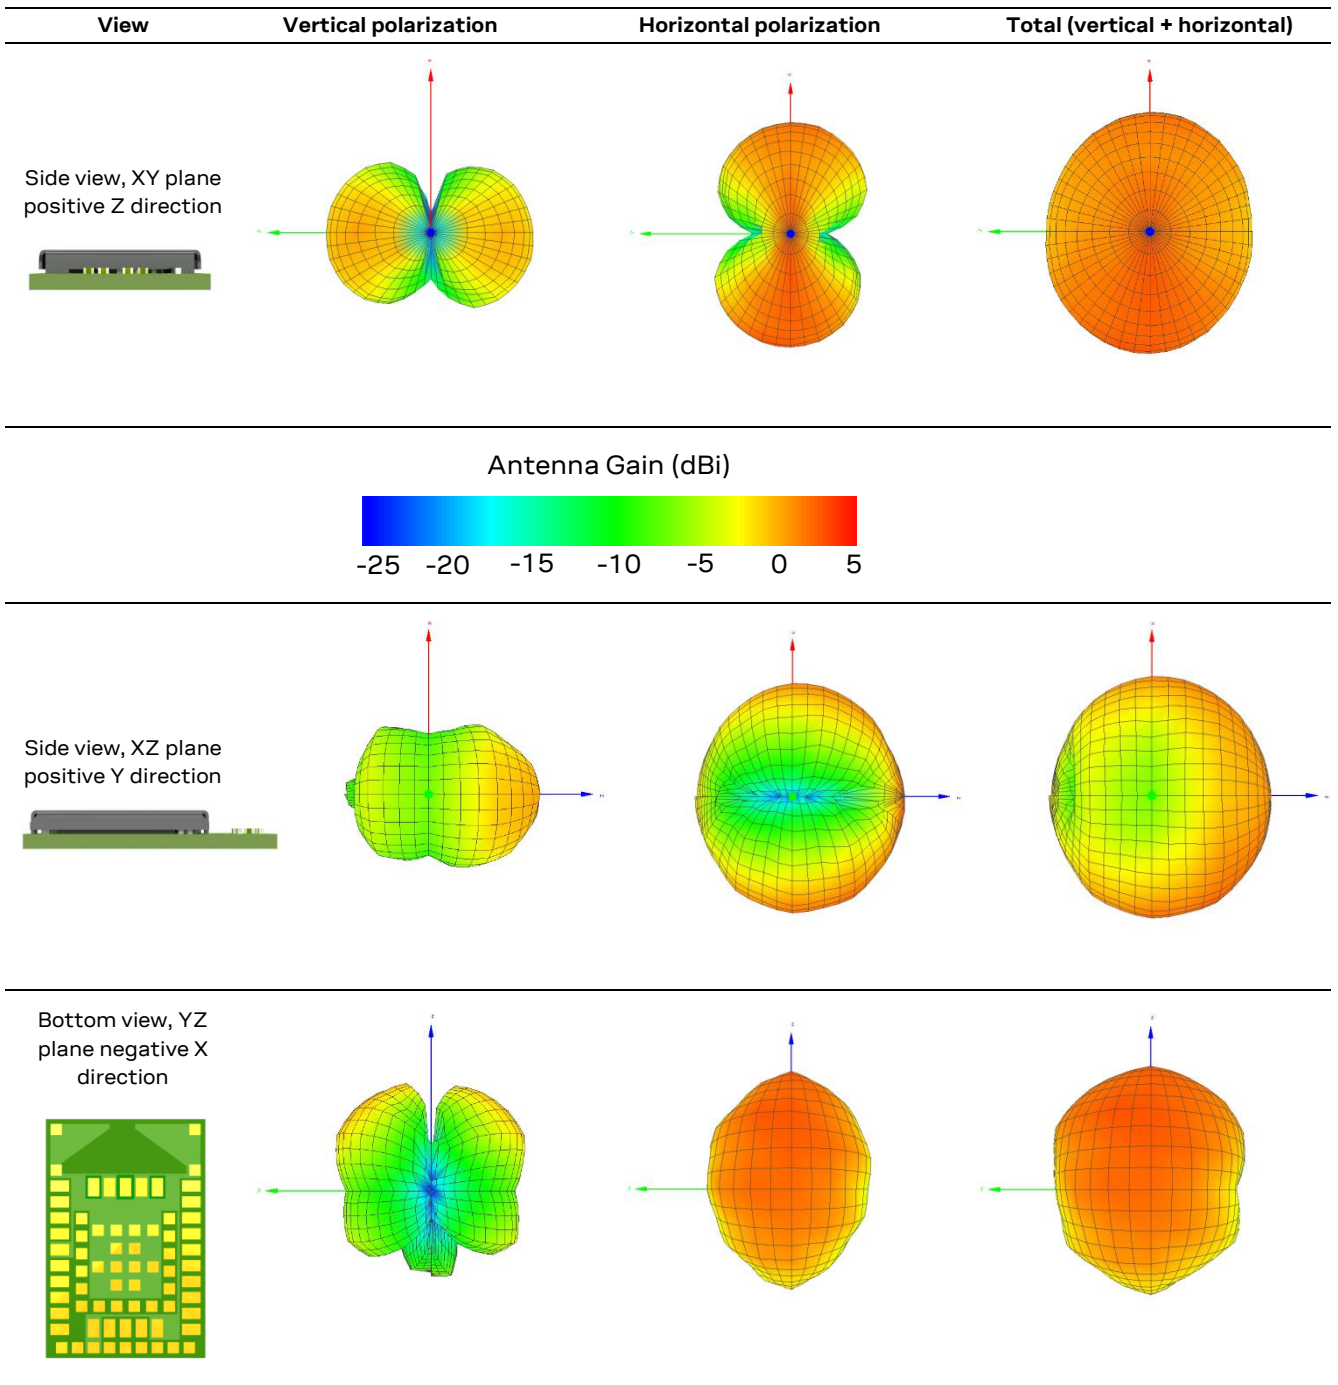 View Vertical polarization Horizontal polarization Total (vertical + horizontal)
Side view, XY plane
positive Z direction
Antenna Gain (dBi)
-25 -20 -15 -10 -5 0 5
Side view, XZ plane
positive Y direction
Bottom view, YZ
plane negative X
direction